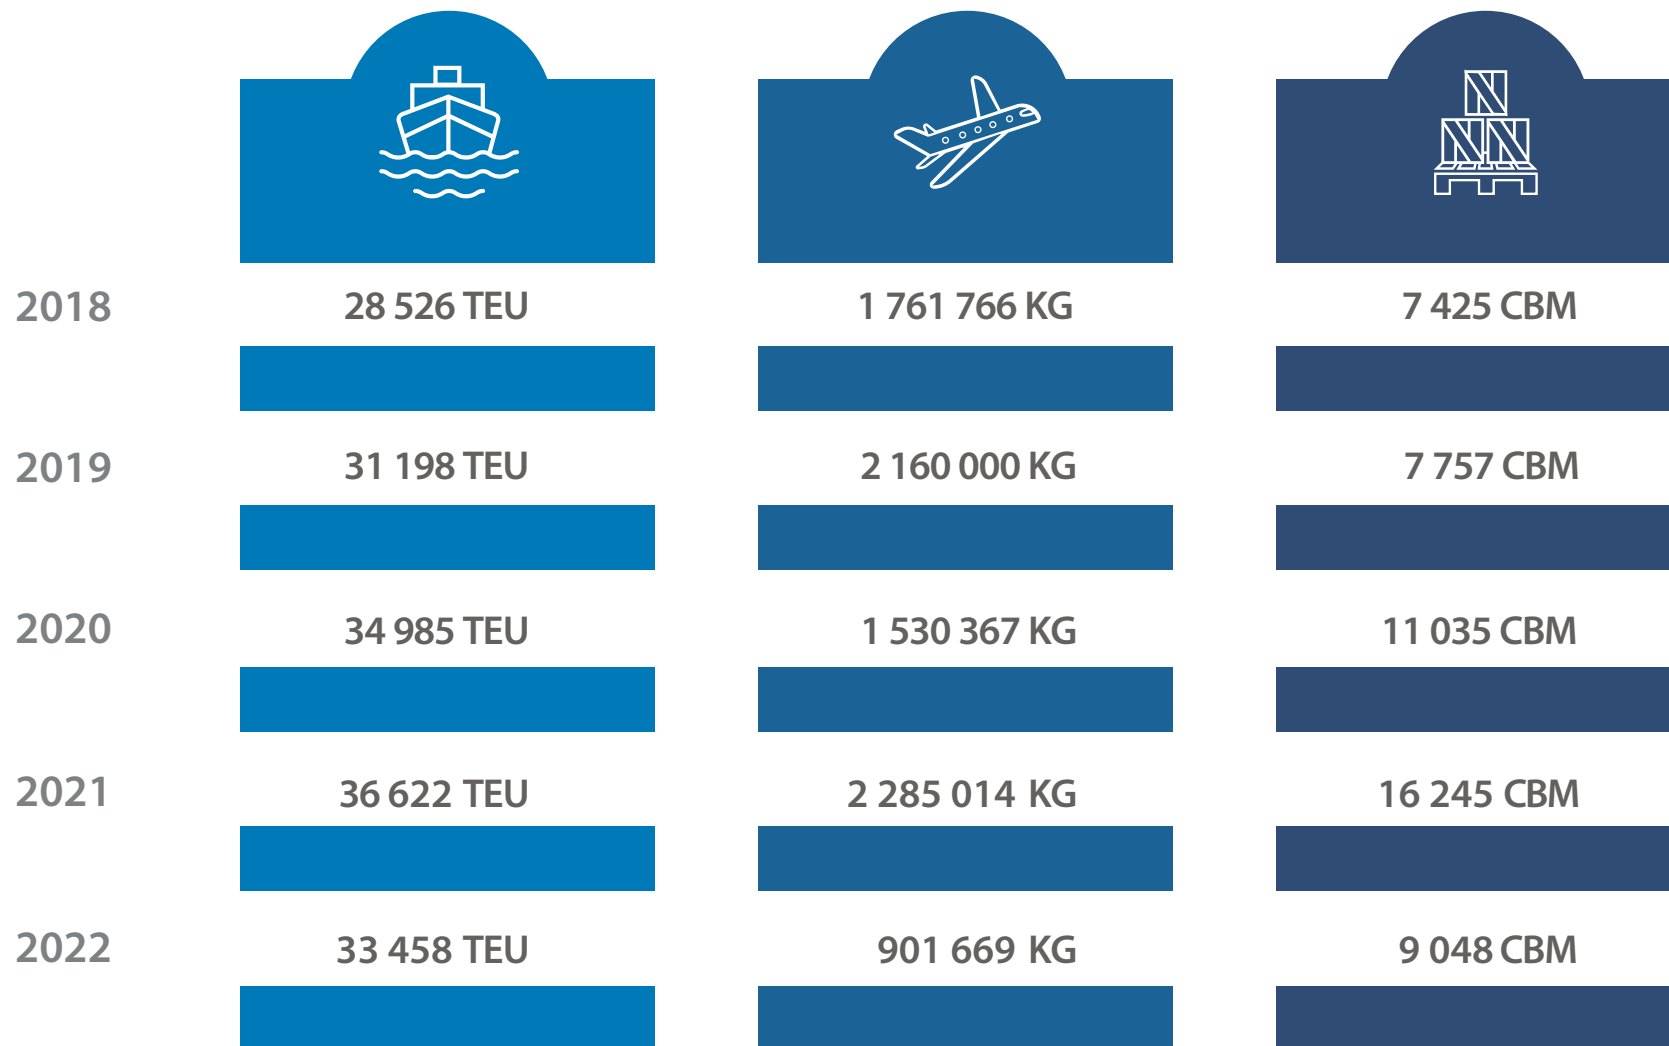 2018 28 526 TEU 1 761 766 KG 7 425 CBM
2019 31 198 TEU 2 160 000 KG 7 757 CBM
2020 34 985 TEU 1 530 367 KG 11 035 CBM
2021 36 622 TEU 2 285 014 KG 16 245 CBM
2022 33 458 TEU 901 669 KG 9 048 CBM